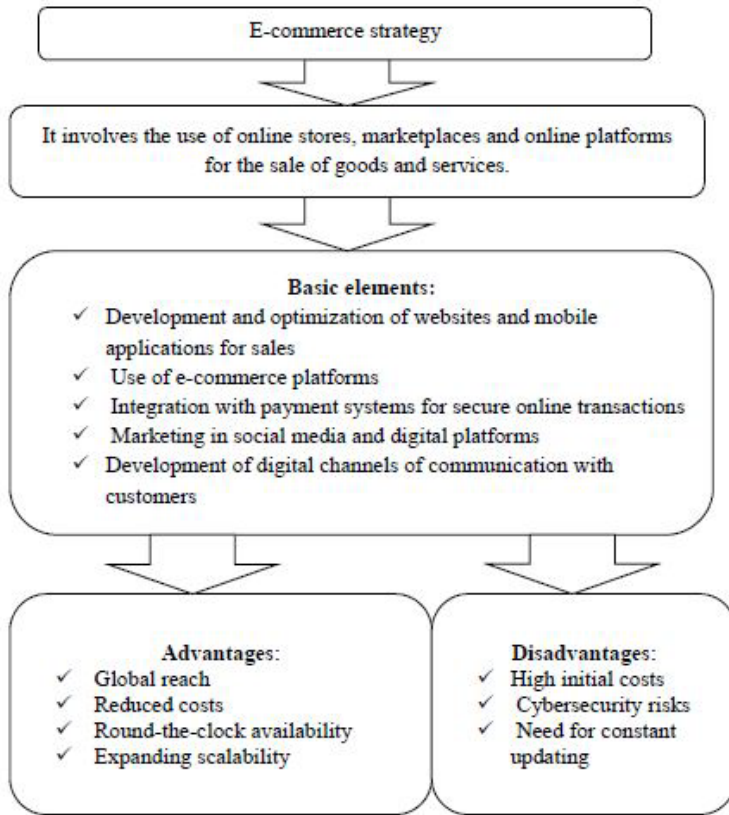 E-commerce strategy
It involves the use of online stores, marketplaces and online platforms
for the sale of goods and services.
Basic elements:
✓ Development and optimization of websites and mobile
applications for sales
✓ Use of e-commerce platforms
✓ Integration with payment systems for secure online transactions
✓ Marketing in social media and digital platforms
✓ Development of digital channels of communication with
customers
Advantages:
✓ Global reach
✓ Reduced costs
✓ Round-the-clock availability
✓ Expanding scalability
Disadvantages:
✓ High initial costs
✓ Cybersecurity risks
✓ Need for constant
updating